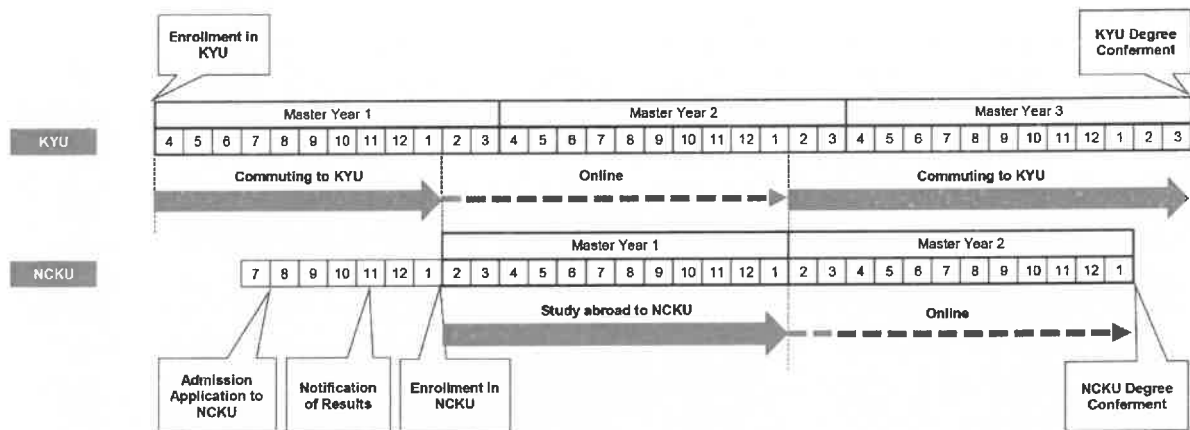 Enrollment in
KYU
KYU Degree
Conferment
Master Year 1
Master Year 2
Master Year 3
KYU
4 5 6 7 8 9 10 11 12 1 2 3 4 5 6 7 8 9 10 11 12 1 2 3 4 5 6 7 8 9 10 11 12 1 2 3
Commuting to KYU
Online
Commuting to KYU
Master Year 1
Master Year 2
NCKU
7 8 9 10 11 12 1 2 3 4 5 6 7 8 9 10 11 12 1 2 3 4 5 6 7 8 9 10 11 12 1
Study abroad to NCKU
Online
Admission
Application to
NCKU
Notification
of Results
Enrollment in
NCKU
NCKU Degree
Conferment